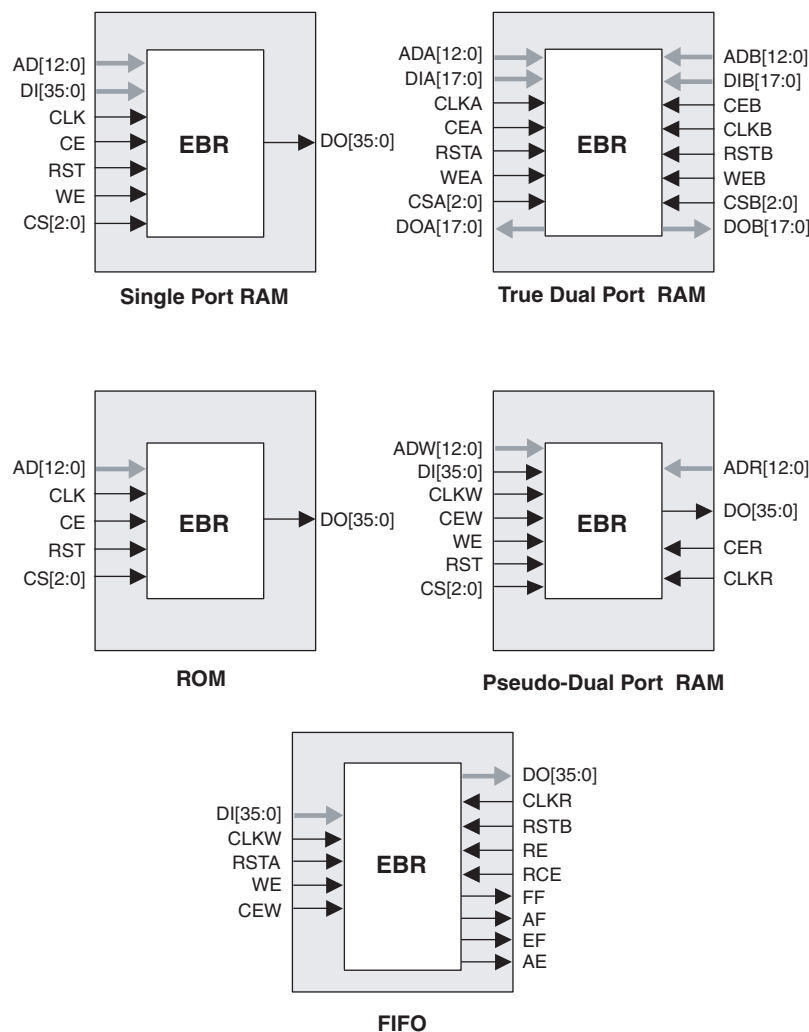 AD[12:0]
DI[35:0]
CLK
CE
RST
WE
CS[2:0]
EBR
DO[35:0]
Single Port RAM
ADA[12:0]
DIA[17:0]
CLKA
CEA
RSTA
WEA
CSA[2:0]
DOA[17:0]
EBR
ADB[12:0]
DIB[17:0]
CEB
CLKB
RSTB
WEB
CSB[2:0]
DOB[17:0]
True Dual Port RAM
AD[12:0]
CLK
CE
RST
CS[2:0]
EBR
DO[35:0]
ROM
ADW[12:0]
DI[35:0]
CLKW
CEW
WE
RST
CS[2:0]
EBR
ADR[12:0]
DO[35:0]
CER
CLKR
Pseudo-Dual Port RAM
DI[35:0]
CLKW
RSTA
WE
CEW
EBR
DO[35:0]
CLKR
RSTB
RE
RCE
FF
AF
EF
AE
FIFO